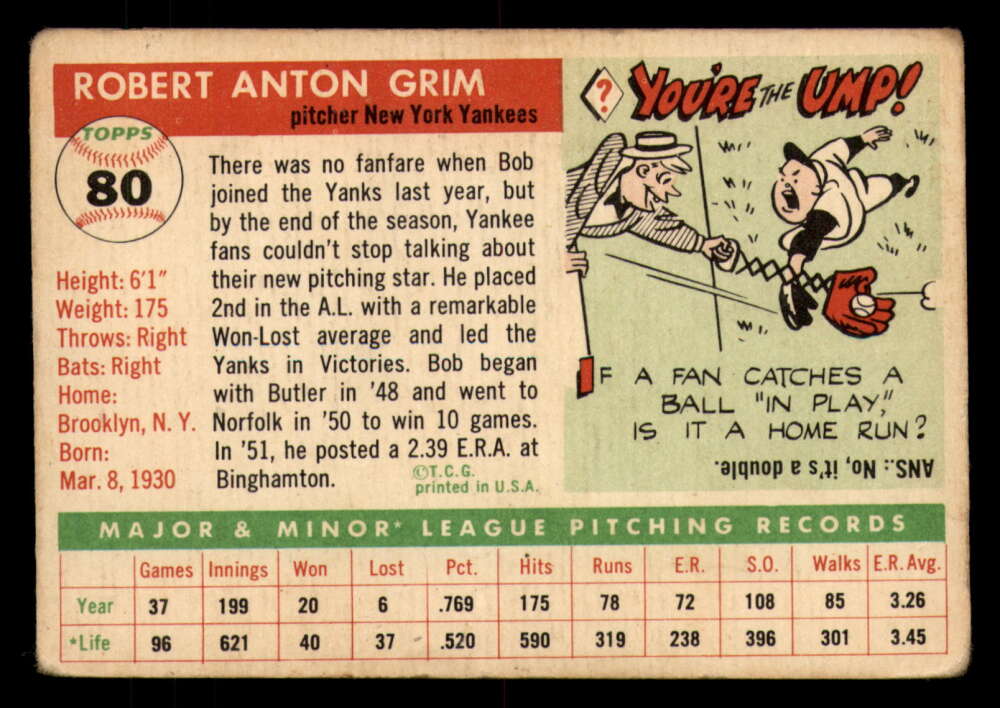 ROBERT ANTON GRIM
pitcher New York Yankees
TOPPS
80
Height: 6'1"
Weight: 175
Throws: Right
Bats: Right
Home:
Brooklyn, N. Y.
Born:
Mar. 8, 1930
There was no fanfare when Bob
joined the Yanks last year, but
by the end of the season, Yankee
fans couldn't stop talking about
their new pitching star. He placed
2nd in the A.L. with a remarkable
Won-Lost average and led the
Yanks in Victories. Bob began
with Butler in '48 and went to
Norfolk in '50 to win 10 games.
In '51, he posted a 2.39 E.R.A. at
Binghamton.
©T.C.G.
printed in U.S.A.
? YOU'RE THE UMP!
IF A FAN CATCHES A
BALL "IN PLAY,"
IS IT A HOME RUN?
ANS.: No, it's a double.
MAJOR & MINOR* LEAGUE PITCHING RECORDS
Games Innings Won Lost Pct. Hits Runs E.R. S.O. Walks E.R. Avg.
Year 37 199 20 6 .769 175 78 72 108 85 3.26
*Life 96 621 40 37 .520 590 319 238 396 301 3.45